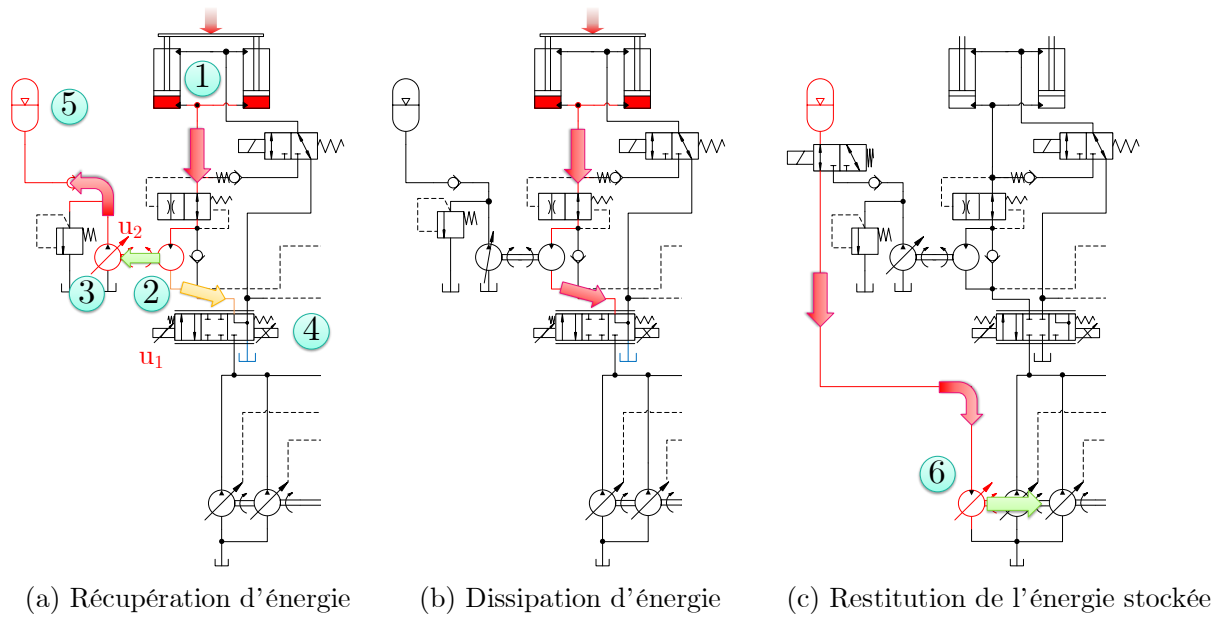 1
5
u2
3
2
4
u1
6
(a) Récupération d'énergie
(b) Dissipation d'énergie
(c) Restitution de l'énergie stockée